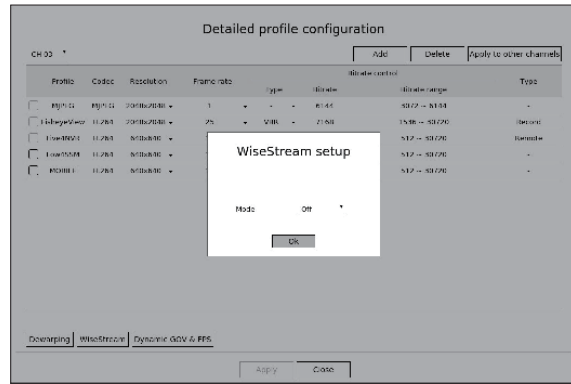 Detailed profile configuration
CH 03
Add Delete Apply to other channels
Bitrate control
Profile Codec Resolution Frame rate Type Bitrate Bitrate range Type
MJPEG MJPEG 2048x2048 1 - - 6144 3072 ~ 6144 -
FisheyeView H.264 2048x2048 25 VBR - 7168 1536 ~ 30720 Record
Live4NVR H.264 640x640 512 ~ 30720 Remote
Low4SSM H.264 640x640 512 ~ 30720 -
MOBILE H.264 640x640 512 ~ 30720 -
WiseStream setup
Mode Off
Ok
Dewarping WiseStream Dynamic GOV & FPS
Apply Close